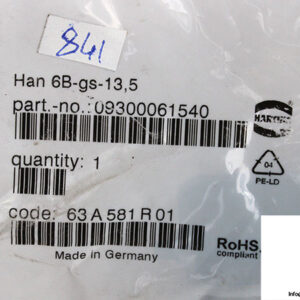 841
Han 6B-gs-13,5
part.-no.:09300061540
HARTING
quantity: 1
04
PE-LD
code: 63 A 581 R 01
RoHS
compliant
Made in Germany